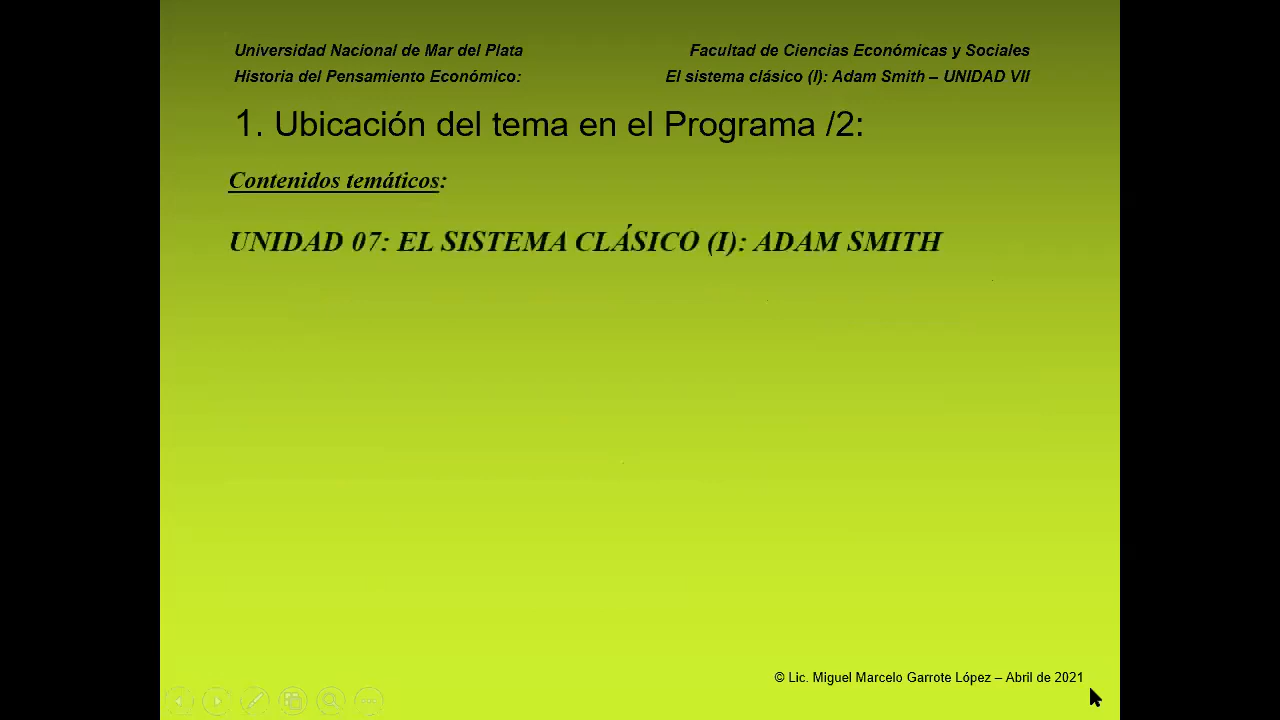 Universidad Nacional de Mar del Plata Facultad de Ciencias Económicas y Sociales
Historia del Pensamiento Económico: El sistema clásico (I): Adam Smith – UNIDAD VII
1. Ubicación del tema en el Programa /2:
Contenidos temáticos:
UNIDAD 07: EL SISTEMA CLÁSICO (I): ADAM SMITH
© Lic. Miguel Marcelo Garrote López – Abril de 2021